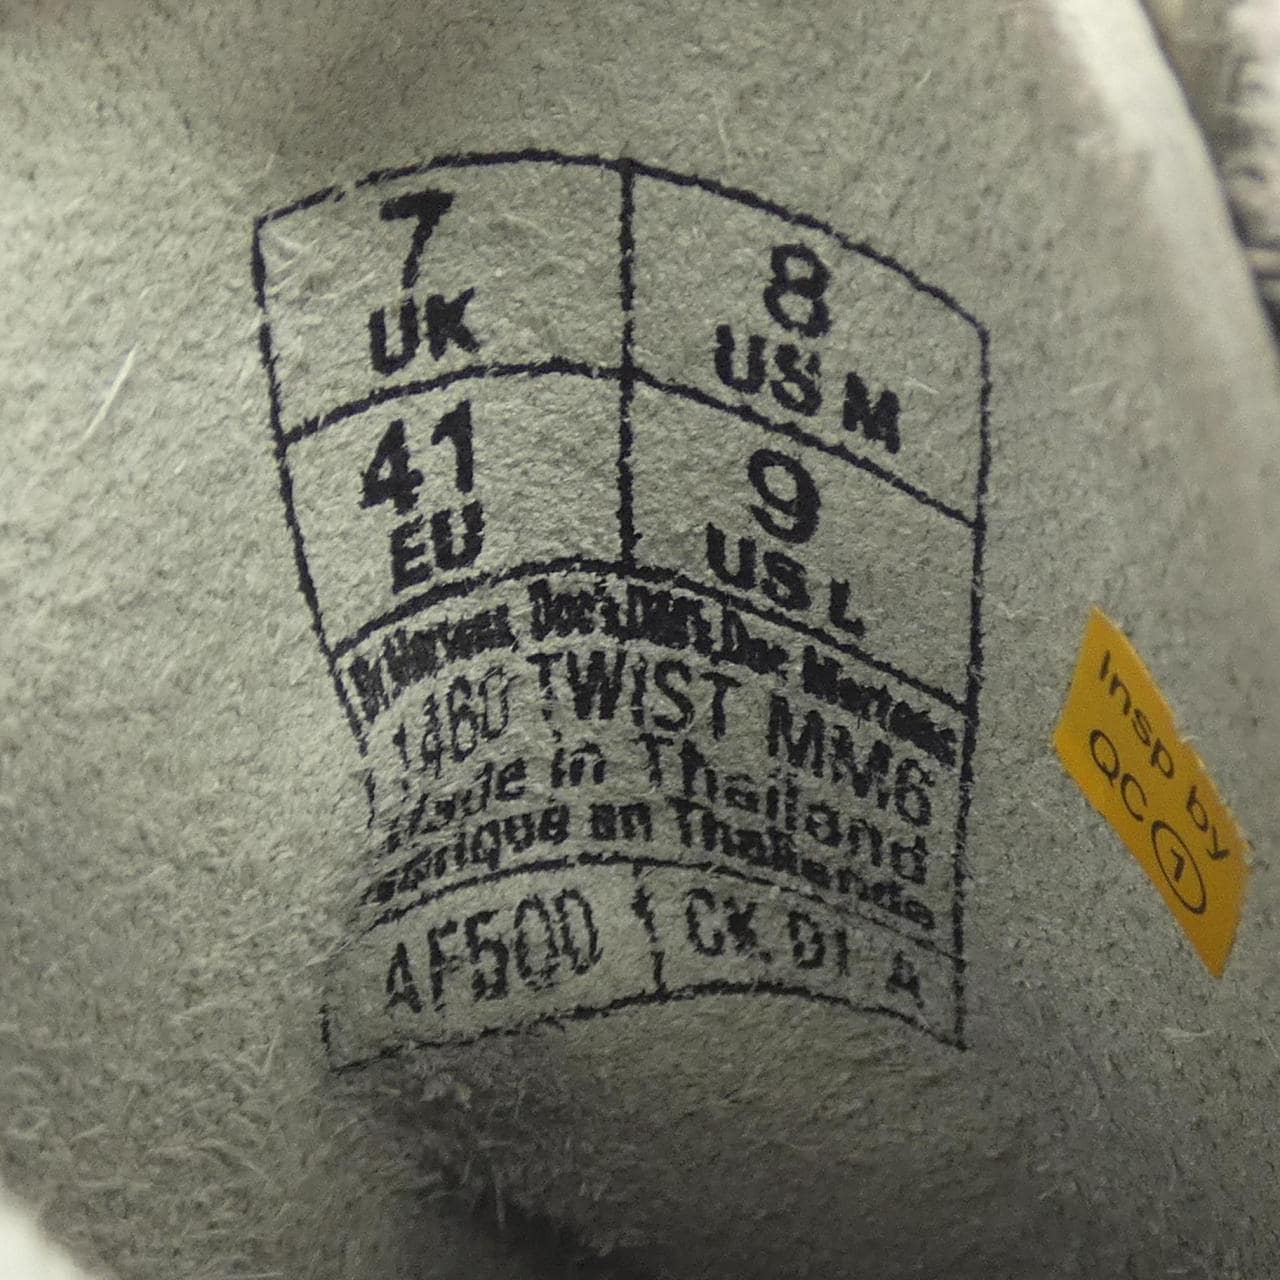 7
UK
8
US M
41
EU
9
US L
Dr Martens, Doc's, DM's, Doc Martens
1460 TWIST MM6
Made in Thailand
Fabriqué en Thaïlande
AF500
CK 01 A
Insp by
QC 1